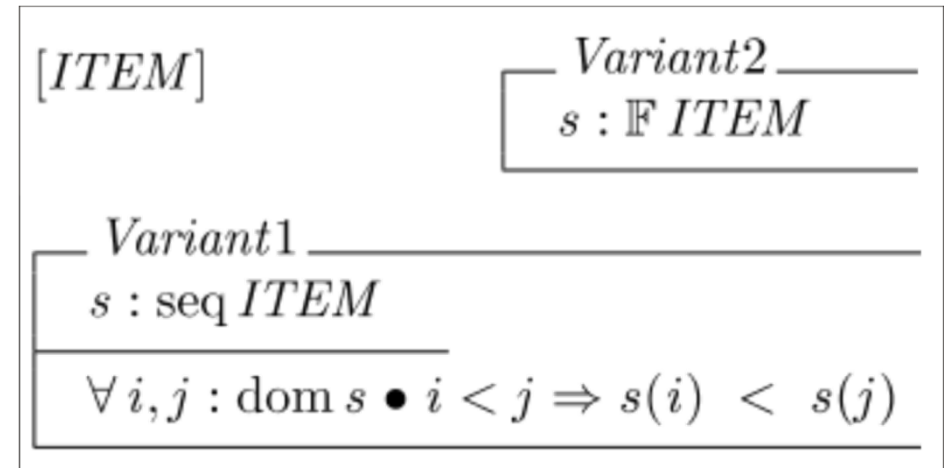 [ITEM]
Variant2
s : 𝔽 ITEM
Variant1
s : seq ITEM
∀ i, j : dom s • i < j ⇒ s(i) < s(j)